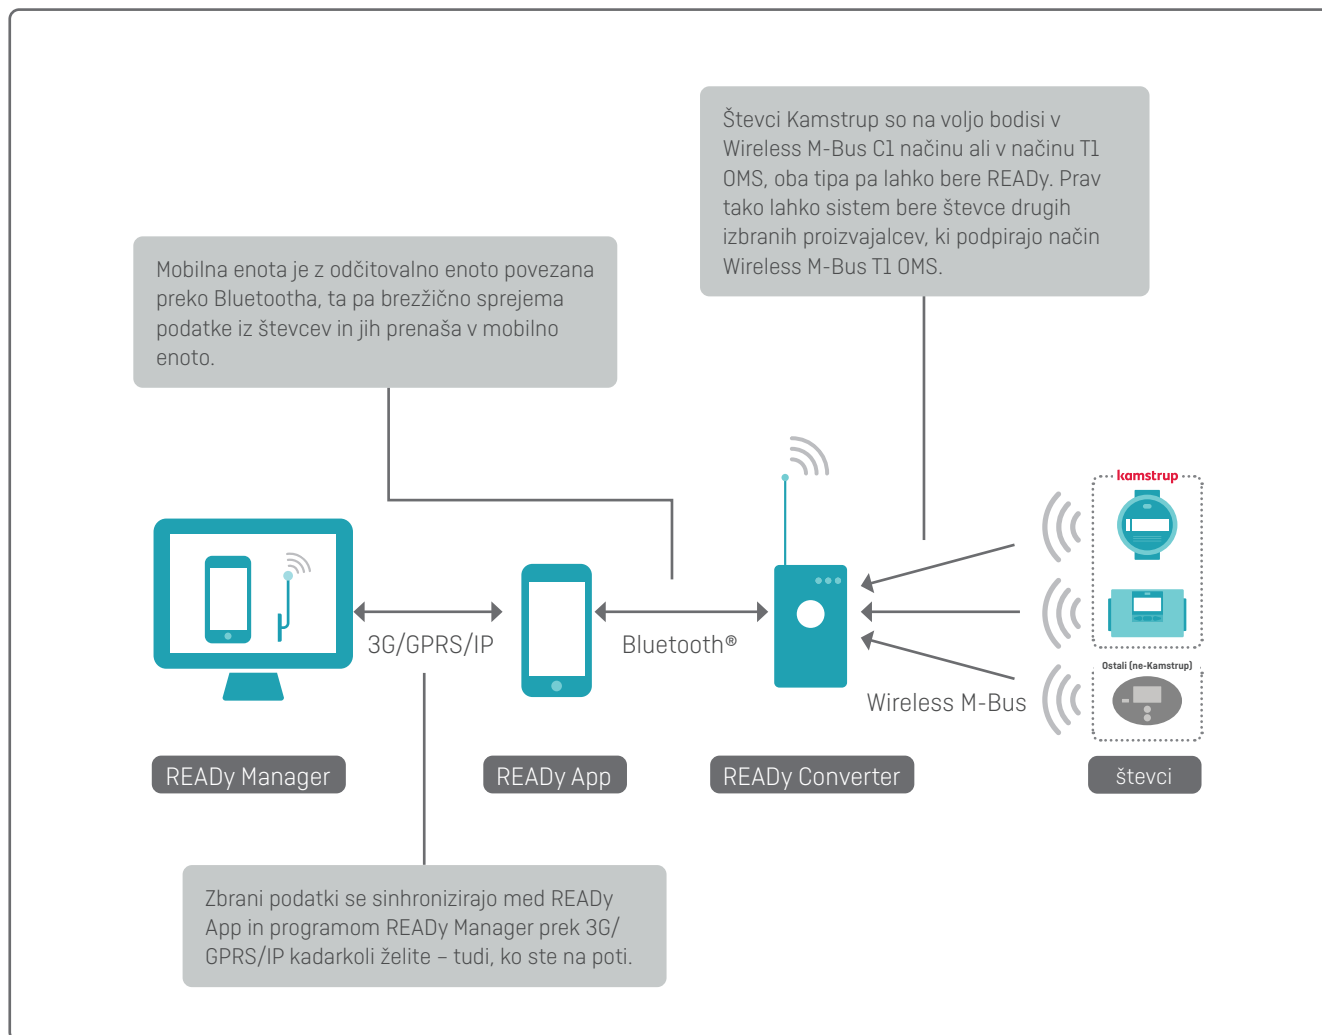 Števci Kamstrup so na voljo bodisi v
Wireless M-Bus C1 načinu ali v načinu T1
OMS, oba tipa pa lahko bere READy. Prav
tako lahko sistem bere števce drugih
izbranih proizvajalcev, ki podpirajo način
Wireless M-Bus T1 OMS.
Mobilna enota je z odčitovalno enoto povezana
preko Bluetootha, ta pa brezžično sprejema
podatke iz števcev in jih prenaša v mobilno
enoto.
kamstrup
3G/GPRS/IP
Bluetooth®
Wireless M-Bus
Ostali (ne-Kamstrup)
READy Manager
READy App
READy Converter
števci
Zbrani podatki se sinhronizirajo med READy
App in programom READy Manager prek 3G/
GPRS/IP kadarkoli želite – tudi, ko ste na poti.